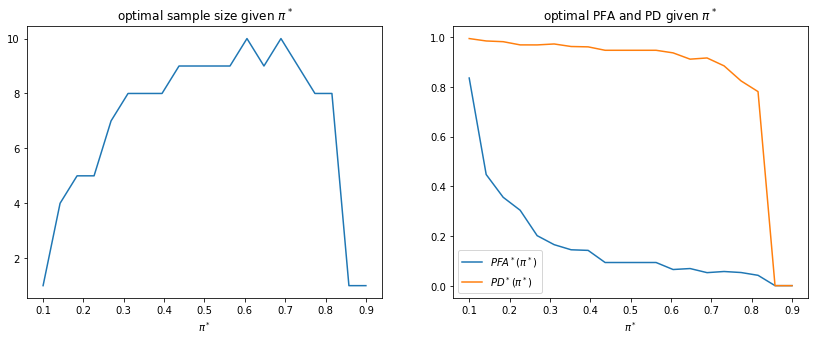 optimal sample size given π*
10
8
6
4
2
0.1 0.2 0.3 0.4 0.5 0.6 0.7 0.8 0.9
π*
optimal PFA and PD given π*
1.0
0.8
0.6
0.4
0.2
0.0
PFA*(π*)
PD*(π*)
0.1 0.2 0.3 0.4 0.5 0.6 0.7 0.8 0.9
π*